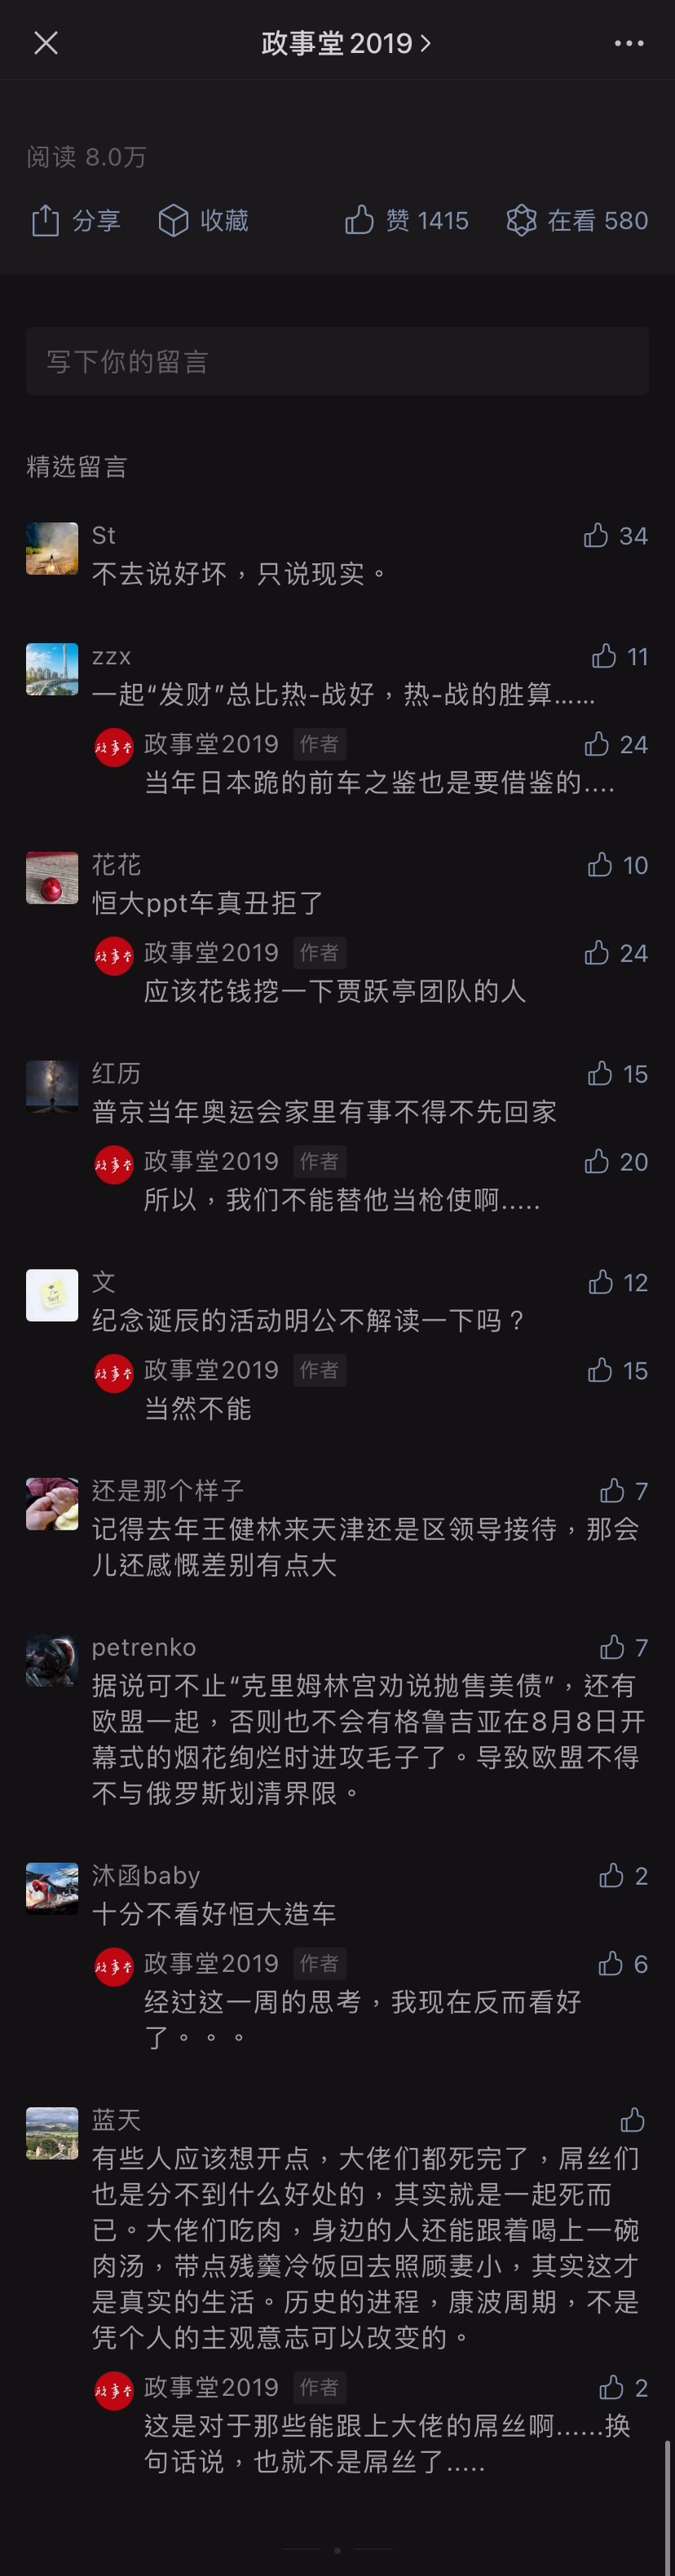 政事堂2019
阅读 8.0万
分享
收藏
赞 1415
在看 580
写下你的留言
精选留言
St
34
不去说好坏，只说现实。
zzx
11
一起“发财”总比热-战好，热-战的胜算……
政事堂2019 作者
24
当年日本跪的前车之鉴也是要借鉴的....
花花
10
恒大ppt车真丑拒了
政事堂2019 作者
24
应该花钱挖一下贾跃亭团队的人
红历
15
普京当年奥运会家里有事不得不先回家
政事堂2019 作者
20
所以，我们不能替他当枪使啊.....
文
12
纪念诞辰的活动明公不解读一下吗？
政事堂2019 作者
15
当然不能
还是那个样子
7
记得去年王健林来天津还是区领导接待，那会
儿还感慨差别有点大
petrenko
7
据说可不止“克里姆林宫劝说抛售美债”，还有
欧盟一起，否则也不会有格鲁吉亚在8月8日开
幕式的烟花绚烂时进攻毛子了。导致欧盟不得
不与俄罗斯划清界限。
沐函baby
2
十分不看好恒大造车
政事堂2019 作者
6
经过这一周的思考，我现在反而看好
了。。。
蓝天
有些人应该想开点，大佬们都死完了，屌丝们
也是分不到什么好处的，其实就是一起死而
已。大佬们吃肉，身边的人还能跟着喝上一碗
肉汤，带点残羹冷饭回去照顾妻小，其实这才
是真实的生活。历史的进程，康波周期，不是
凭个人的主观意志可以改变的。
政事堂2019 作者
2
这是对于那些能跟上大佬的屌丝啊......换
句话说，也就不是屌丝了.....